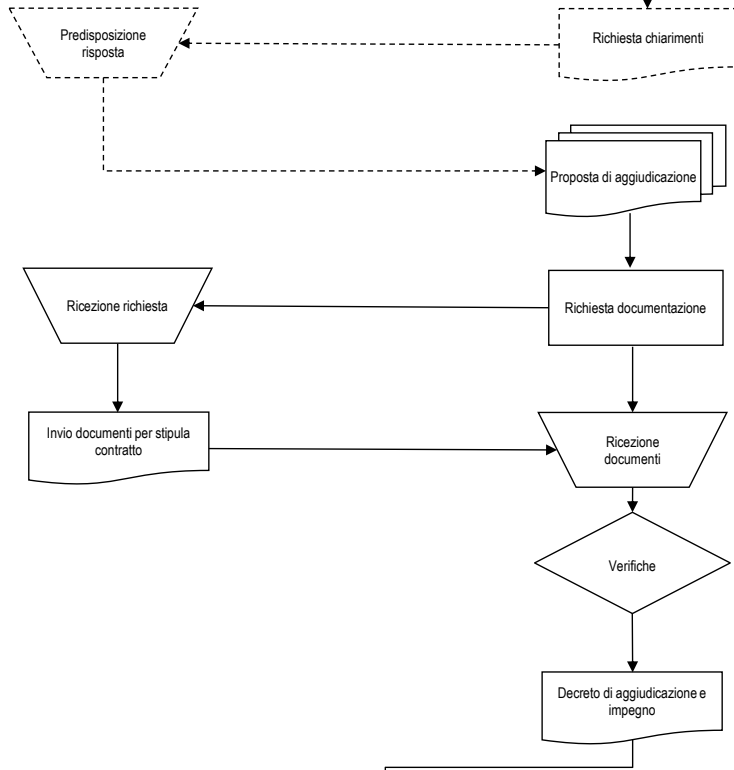 Predisposizione
risposta
Richiesta chiarimenti
Proposta di aggiudicazione
Ricezione richiesta
Richiesta documentazione
Invio documenti per stipula
contratto
Ricezione
documenti
Verifiche
Decreto di aggiudicazione e
impegno